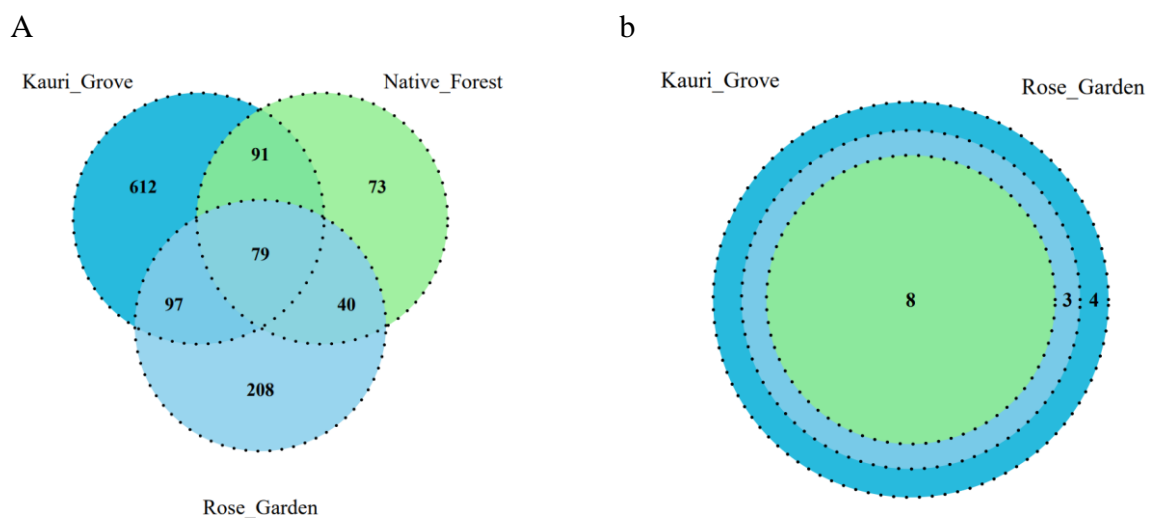 A
b
Kauri_Grove
Native_Forest
91
612
73
79
97
40
208
Rose_Garden
Kauri_Grove
Rose_Garden
8
3
4